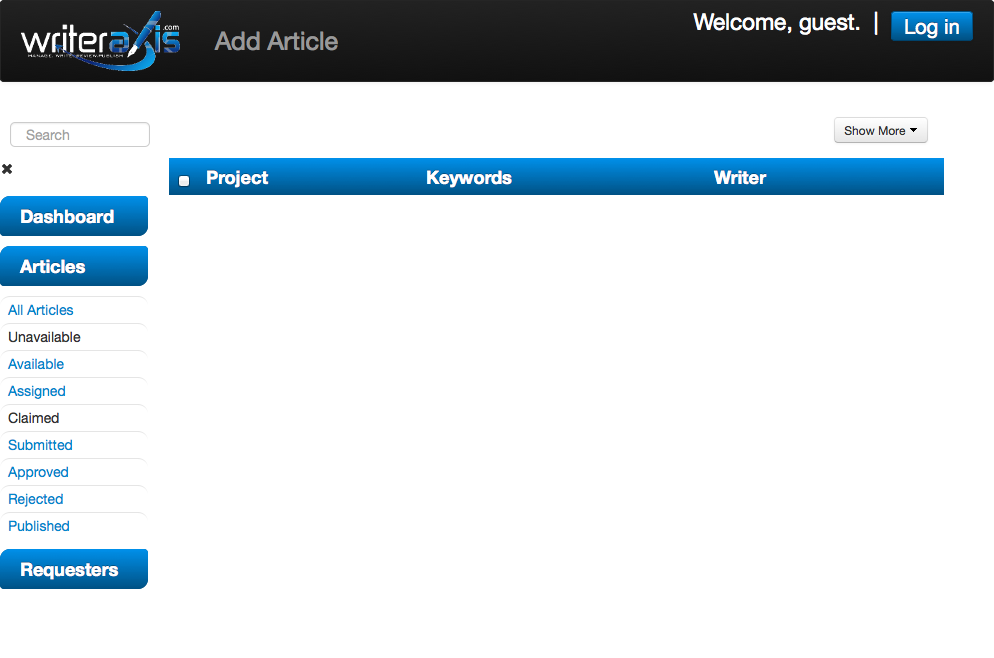 writeraxis.com
MANAGE. WRITE. REVIEW. PUBLISH
Add Article
Welcome, guest. | Log in
Search
Show More
Project Keywords Writer
Dashboard
Articles
All Articles
Unavailable
Available
Assigned
Claimed
Submitted
Approved
Rejected
Published
Requesters